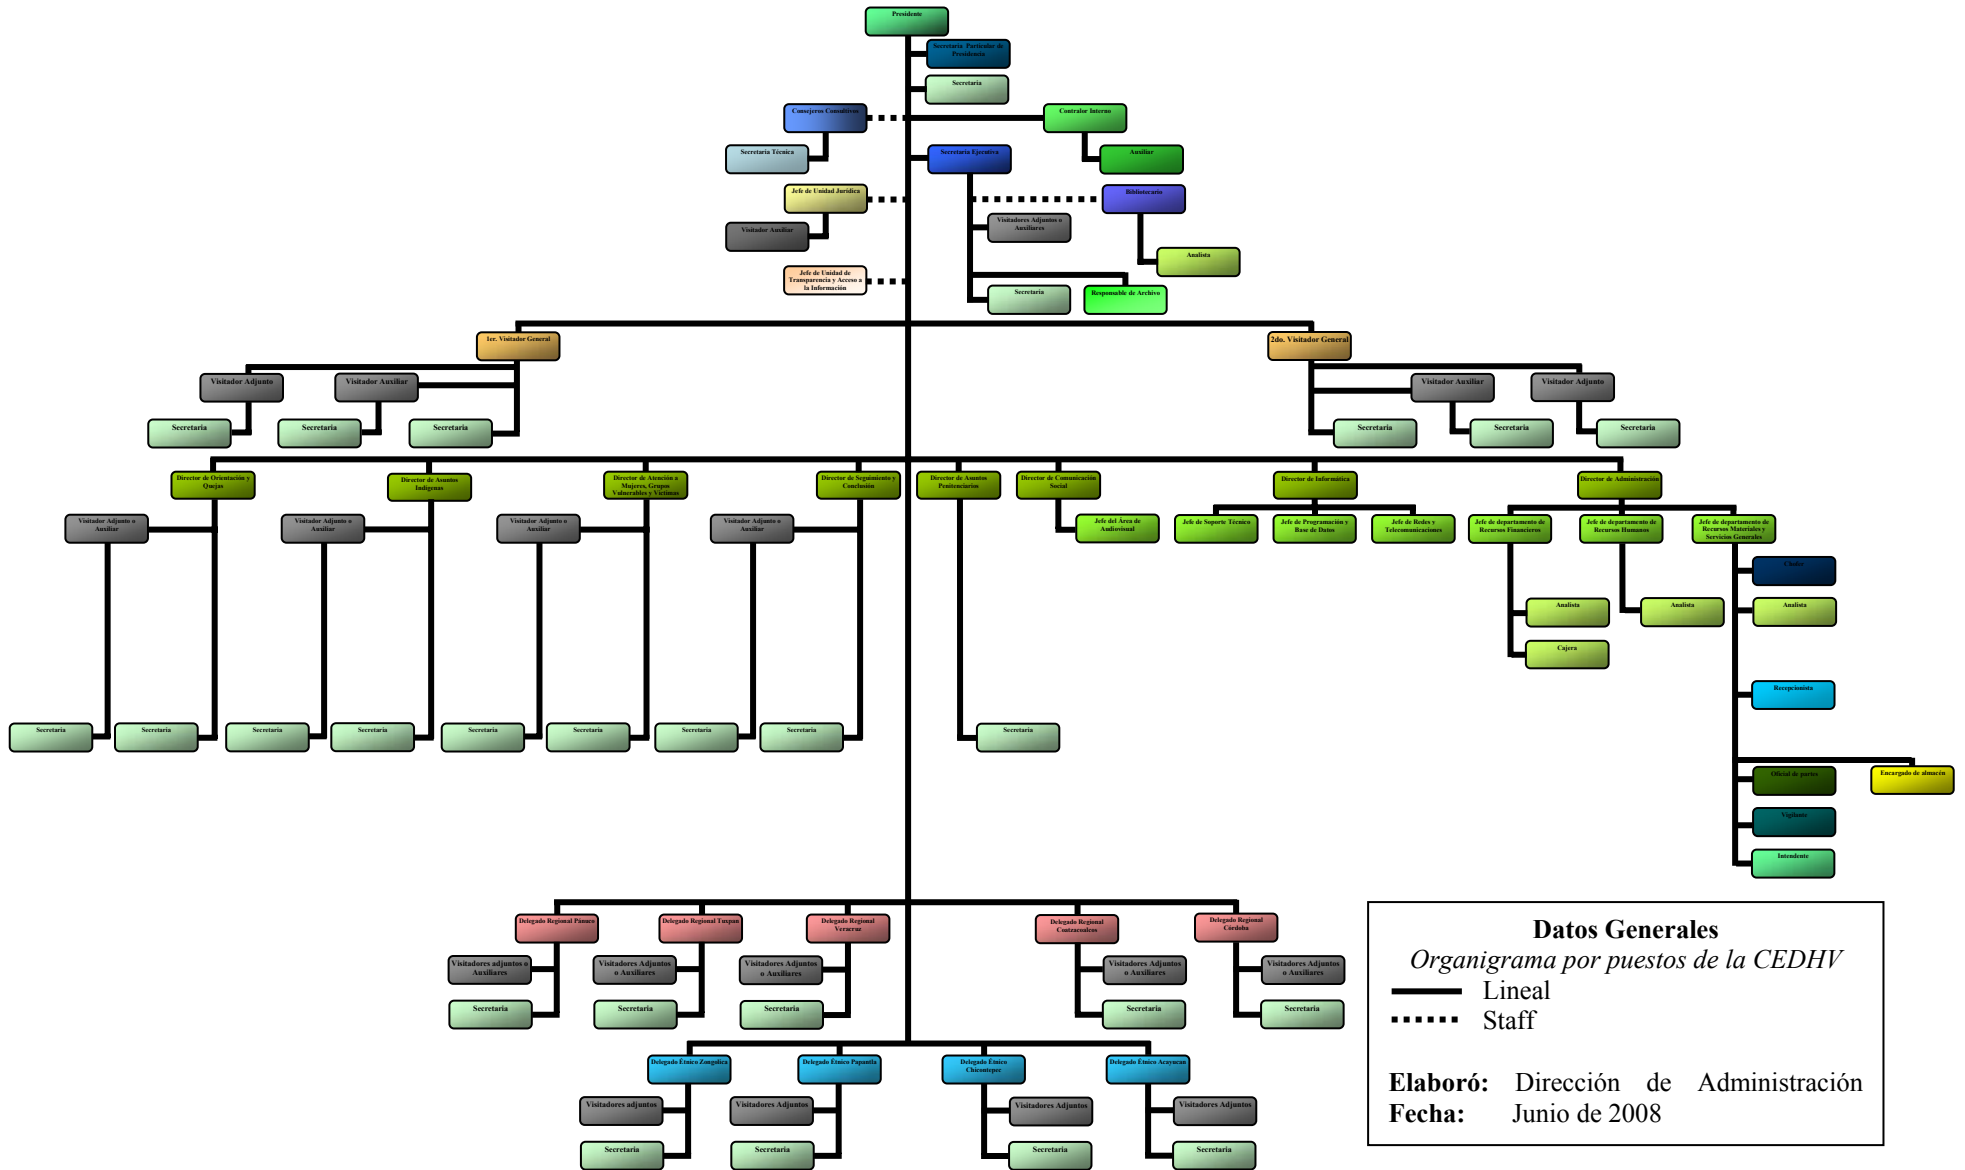 Presidente
Secretaria Particular de
Presidencia
Secretaria
Consejeros Consultivos
Contralor Interno
Secretaria Técnica
Secretaria Ejecutiva
Auxiliar
Jefe de Unidad Jurídica
Bibliotecario
Visitador Auxiliar
Visitadores Adjuntos o
Auxiliares
Analista
Jefe de Unidad de
Transparencia y Acceso a
la Información
Secretaria
Responsable de Archivo
1er. Visitador General
2do. Visitador General
Visitador Adjunto
Visitador Auxiliar
Visitador Auxiliar
Visitador Adjunto
Secretaria
Secretaria
Secretaria
Secretaria
Secretaria
Secretaria
Director de Orientación y
Quejas
Director de Asuntos
Indígenas
Director de Atención a
Mujeres, Grupos
Vulnerables y Víctimas
Director de Seguimiento y
Conclusión
Director de Asuntos
Penitenciarios
Director de Comunicación
Social
Director de Informática
Director de Administración
Visitador Adjunto o
Auxiliar
Visitador Adjunto o
Auxiliar
Visitador Adjunto o
Auxiliar
Visitador Adjunto o
Auxiliar
Jefe del Área de
Audiovisual
Jefe de Soporte Técnico
Jefe de Programación y
Base de Datos
Jefe de Redes y
Telecomunicaciones
Jefe de departamento de
Recursos Financieros
Jefe de departamento de
Recursos Humanos
Jefe de departamento de
Recursos Materiales y
Servicios Generales
Chofer
Analista
Analista
Analista
Cajera
Recepcionista
Secretaria
Secretaria
Secretaria
Secretaria
Secretaria
Secretaria
Secretaria
Secretaria
Secretaria
Oficial de partes
Encargado de almacén
Vigilante
Intendente
Delegado Regional Pánuco
Delegado Regional Tuxpan
Delegado Regional
Veracruz
Delegado Regional
Coatzacoalcos
Delegado Regional
Córdoba
Visitadores adjuntos o
Auxiliares
Visitadores Adjuntos
o Auxiliares
Visitadores Adjuntos
o Auxiliares
Visitadores Adjuntos
o Auxiliares
Visitadores Adjuntos
o Auxiliares
Secretaria
Secretaria
Secretaria
Secretaria
Secretaria
Delegado Étnico Zongolica
Delegado Étnico Papantla
Delegado Étnico
Chicontepec
Delegado Étnico Acayucan
Visitadores adjuntos
Visitadores Adjuntos
Visitadores Adjuntos
Visitadores Adjuntos
Secretaria
Secretaria
Secretaria
Secretaria
Datos Generales
Organigrama por puestos de la CEDHV
Lineal
Staff
Elaboró: Dirección de Administración
Fecha: Junio de 2008